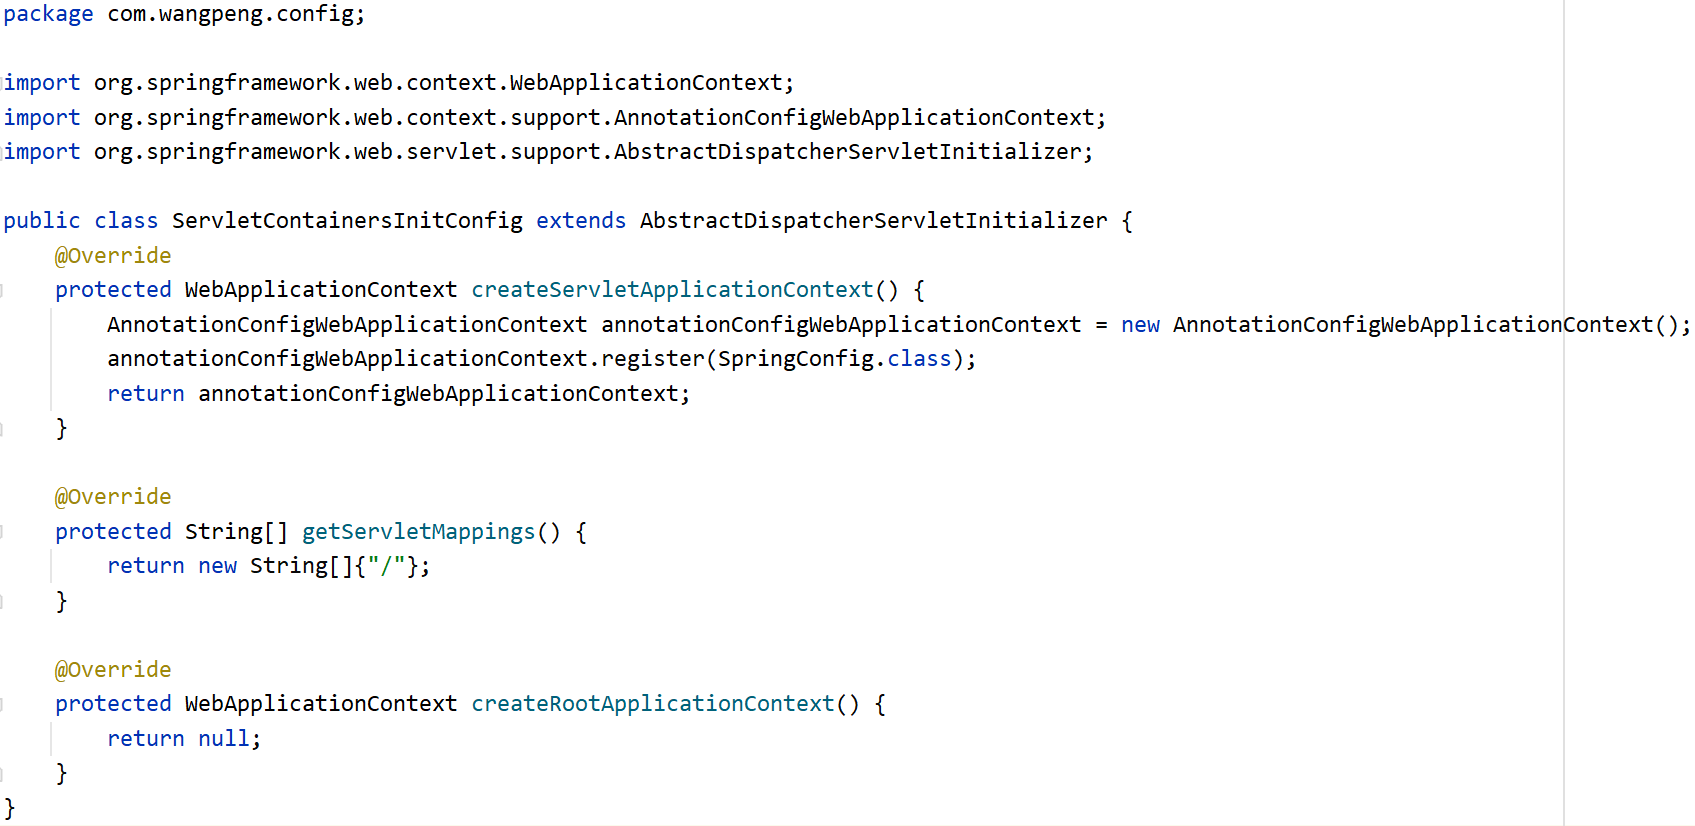 package com.wangpeng.config;
import org.springframework.web.context.WebApplicationContext;
import org.springframework.web.context.support.AnnotationConfigWebApplicationContext;
import org.springframework.web.servlet.support.AbstractDispatcherServletInitializer;
public class ServletContainersInitConfig extends AbstractDispatcherServletInitializer {
    @Override
    protected WebApplicationContext createServletApplicationContext() {
        AnnotationConfigWebApplicationContext annotationConfigWebApplicationContext = new AnnotationConfigWebApplicationContext();
        annotationConfigWebApplicationContext.register(SpringConfig.class);
        return annotationConfigWebApplicationContext;
    }
    @Override
    protected String[] getServletMappings() {
        return new String[]{"/"};
    }
    @Override
    protected WebApplicationContext createRootApplicationContext() {
        return null;
    }
}